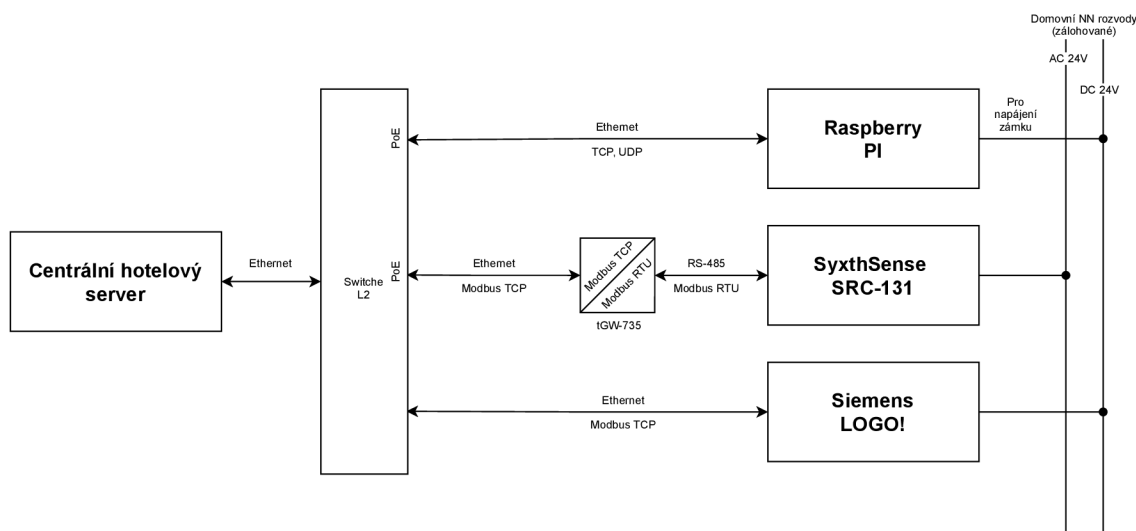 Domovní NN rozvody
(zálohované)
AC 24V
DC 24V
Pro
napájení
zámku
Raspberry
PI
Ethernet
TCP, UDP
PoE
Centrální hotelový
server
Ethernet
Switche
L2
PoE
Ethernet
Modbus TCP
Modbus TCP
Modbus RTU
tGW-735
RS-485
Modbus RTU
SyxthSense
SRC-131
Ethernet
Modbus TCP
Siemens
LOGO!